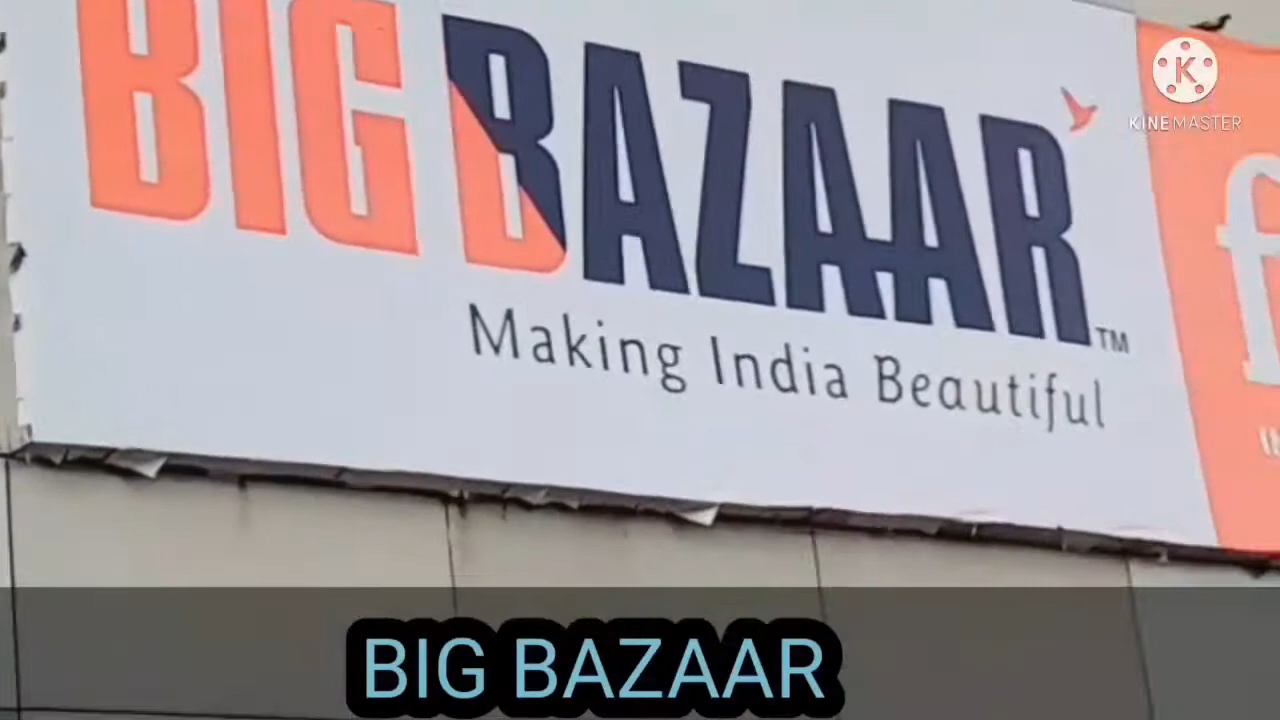 BIG BAZAAR
TM
Making India Beautiful
K
KINEMASTER
f
BIG BAZAAR